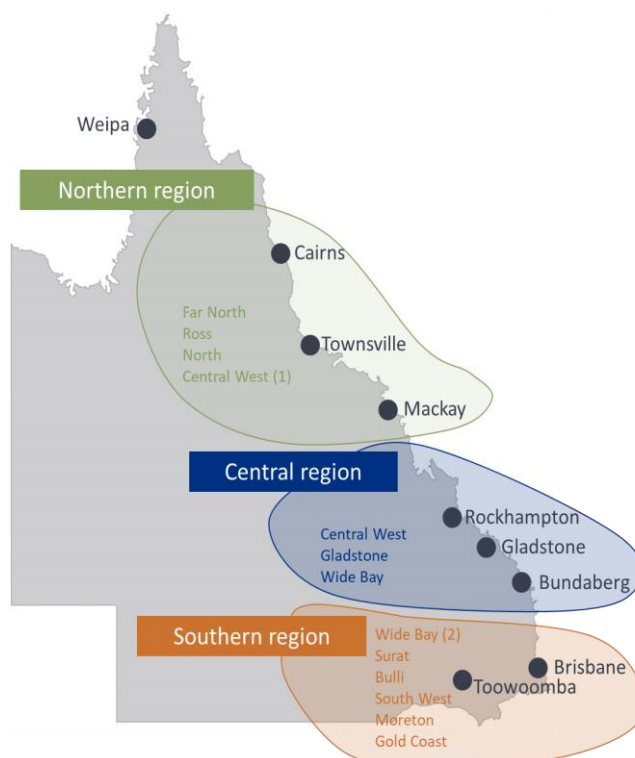 Weipa
Northern region
Cairns
Far North
Ross
North
Central West (1)
Townsville
Mackay
Central region
Central West
Gladstone
Wide Bay
Rockhampton
Gladstone
Bundaberg
Southern region
Wide Bay (2)
Surat
Bulli
South West
Moreton
Gold Coast
Brisbane
Toowoomba